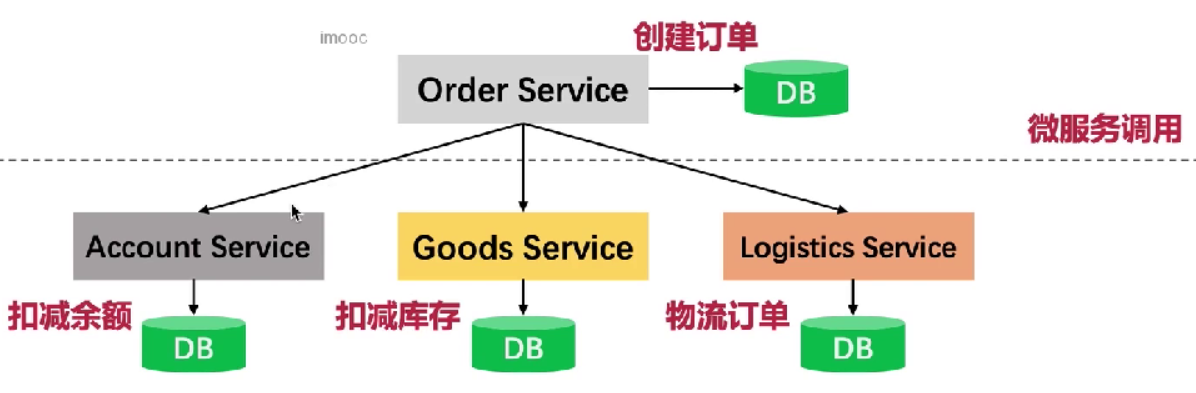 imooc
创建订单
Order Service
DB
微服务调用
Account Service
Goods Service
Logistics Service
扣减余额
DB
扣减库存
DB
物流订单
DB